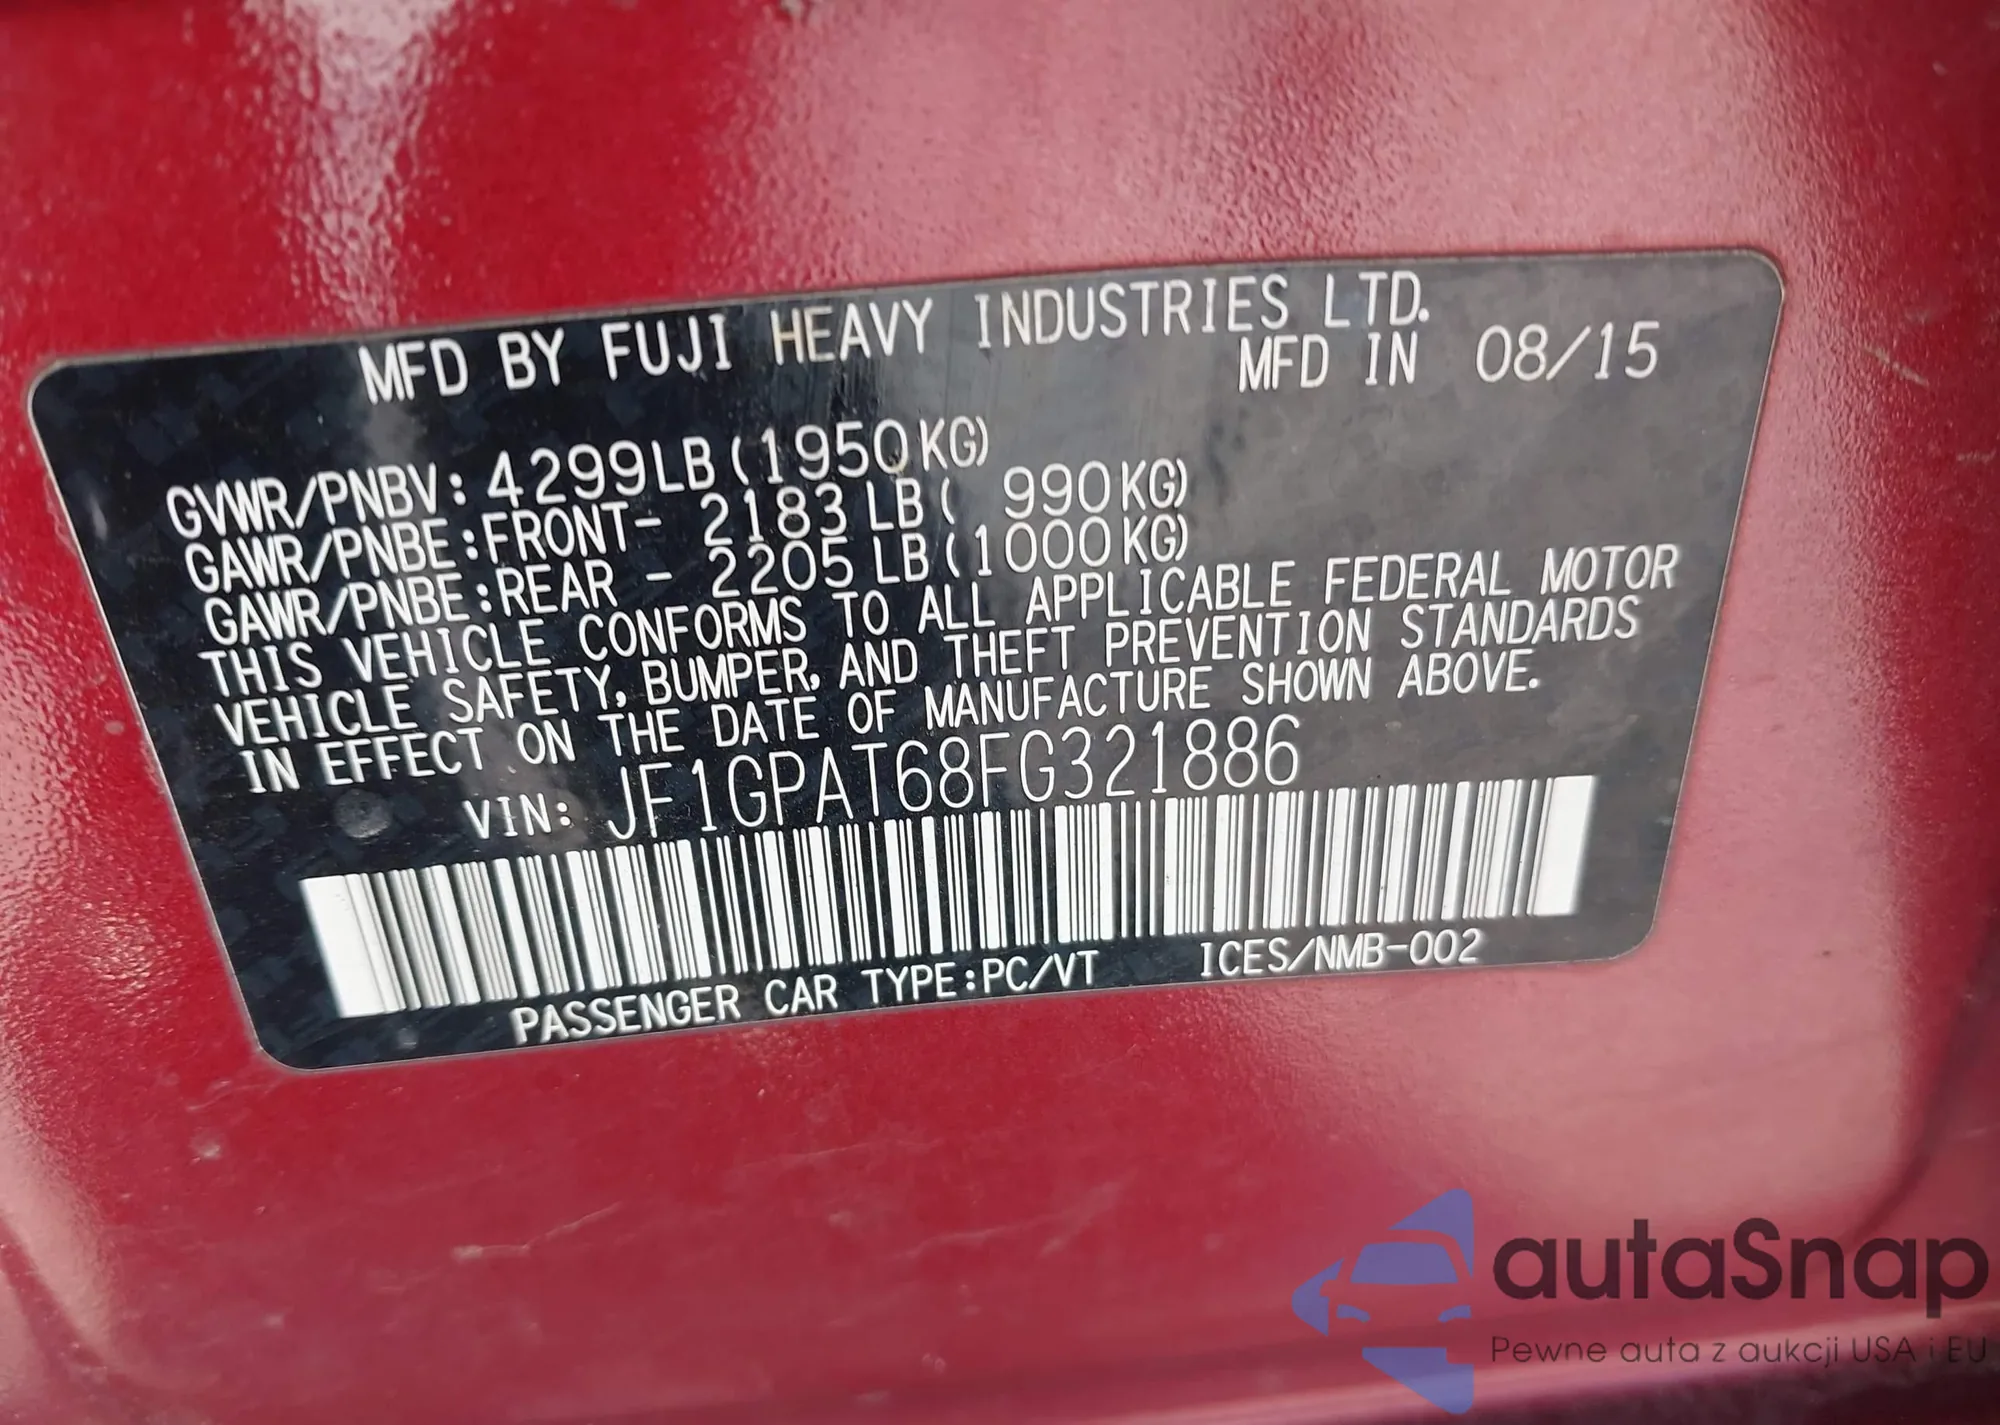 MFD BY FUJI HEAVY INDUSTRIES LTD.
MFD IN 08/15
GVWR/PNBV: 4299LB (1950KG)
GAWR/PNBE:FRONT- 2183 LB ( 990KG)
GAWR/PNBE:REAR - 2205 LB (1000KG)
THIS VEHICLE CONFORMS TO ALL APPLICABLE FEDERAL MOTOR
VEHICLE SAFETY, BUMPER, AND THEFT PREVENTION STANDARDS
IN EFFECT ON THE DATE OF MANUFACTURE SHOWN ABOVE.
VIN: JF1GPAT68FG321886
PASSENGER CAR TYPE:PC/VT ICES/NMB-002
autaSnap
Pewne auta z aukcji USA i EU